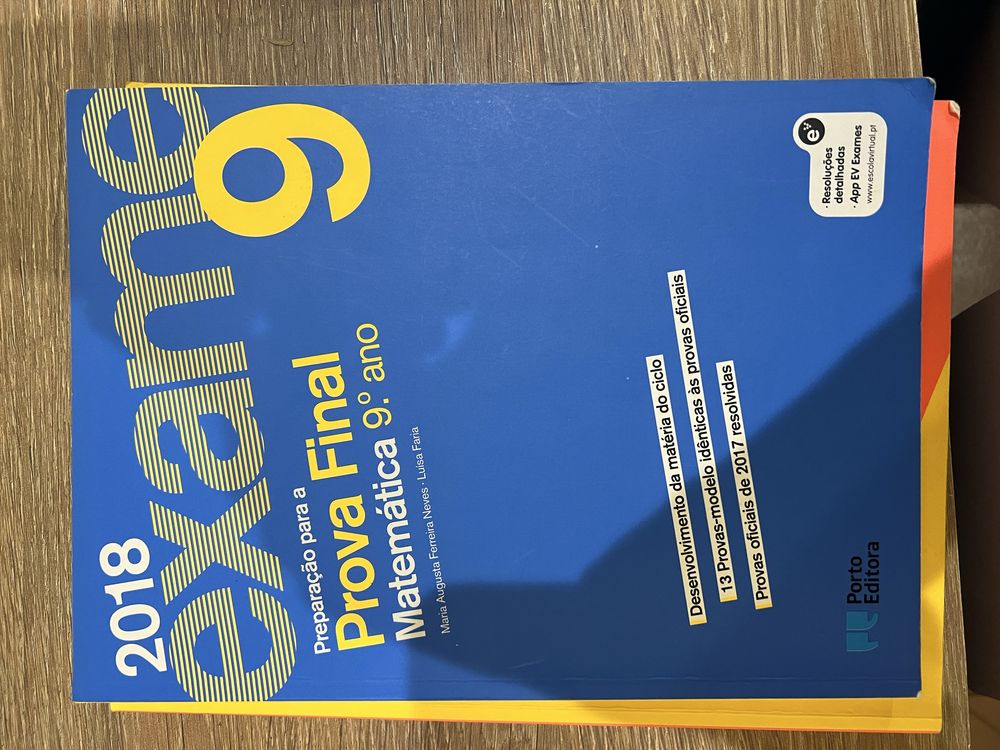 2018
exame
9
Preparação para a
Prova Final
Matemática 9.º ano
Maria Augusta Ferreira Neves · Luísa Faria
Desenvolvimento da matéria do ciclo
13 Provas-modelo idênticas às provas oficiais
Provas oficiais de 2017 resolvidas
Porto
Editora
e
· Resoluções
detalhadas
· App EV Exames
www.escolavirtual.pt